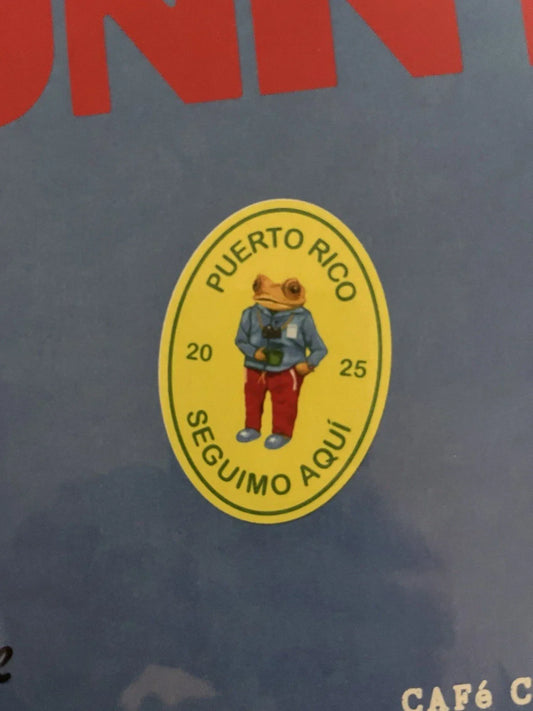 PUERTO RICO
20 25
SEGUIMO AQUÍ
CAFé C